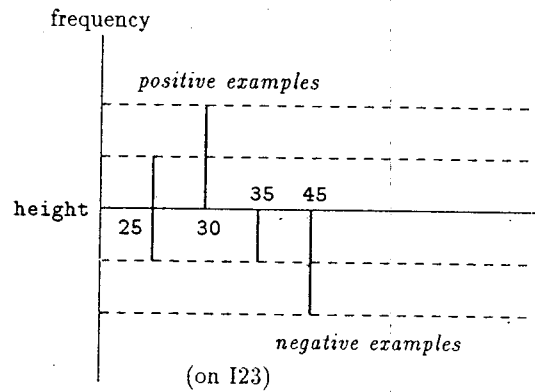 frequency
positive examples
35 45
height
25 30
negative examples
(on I23)